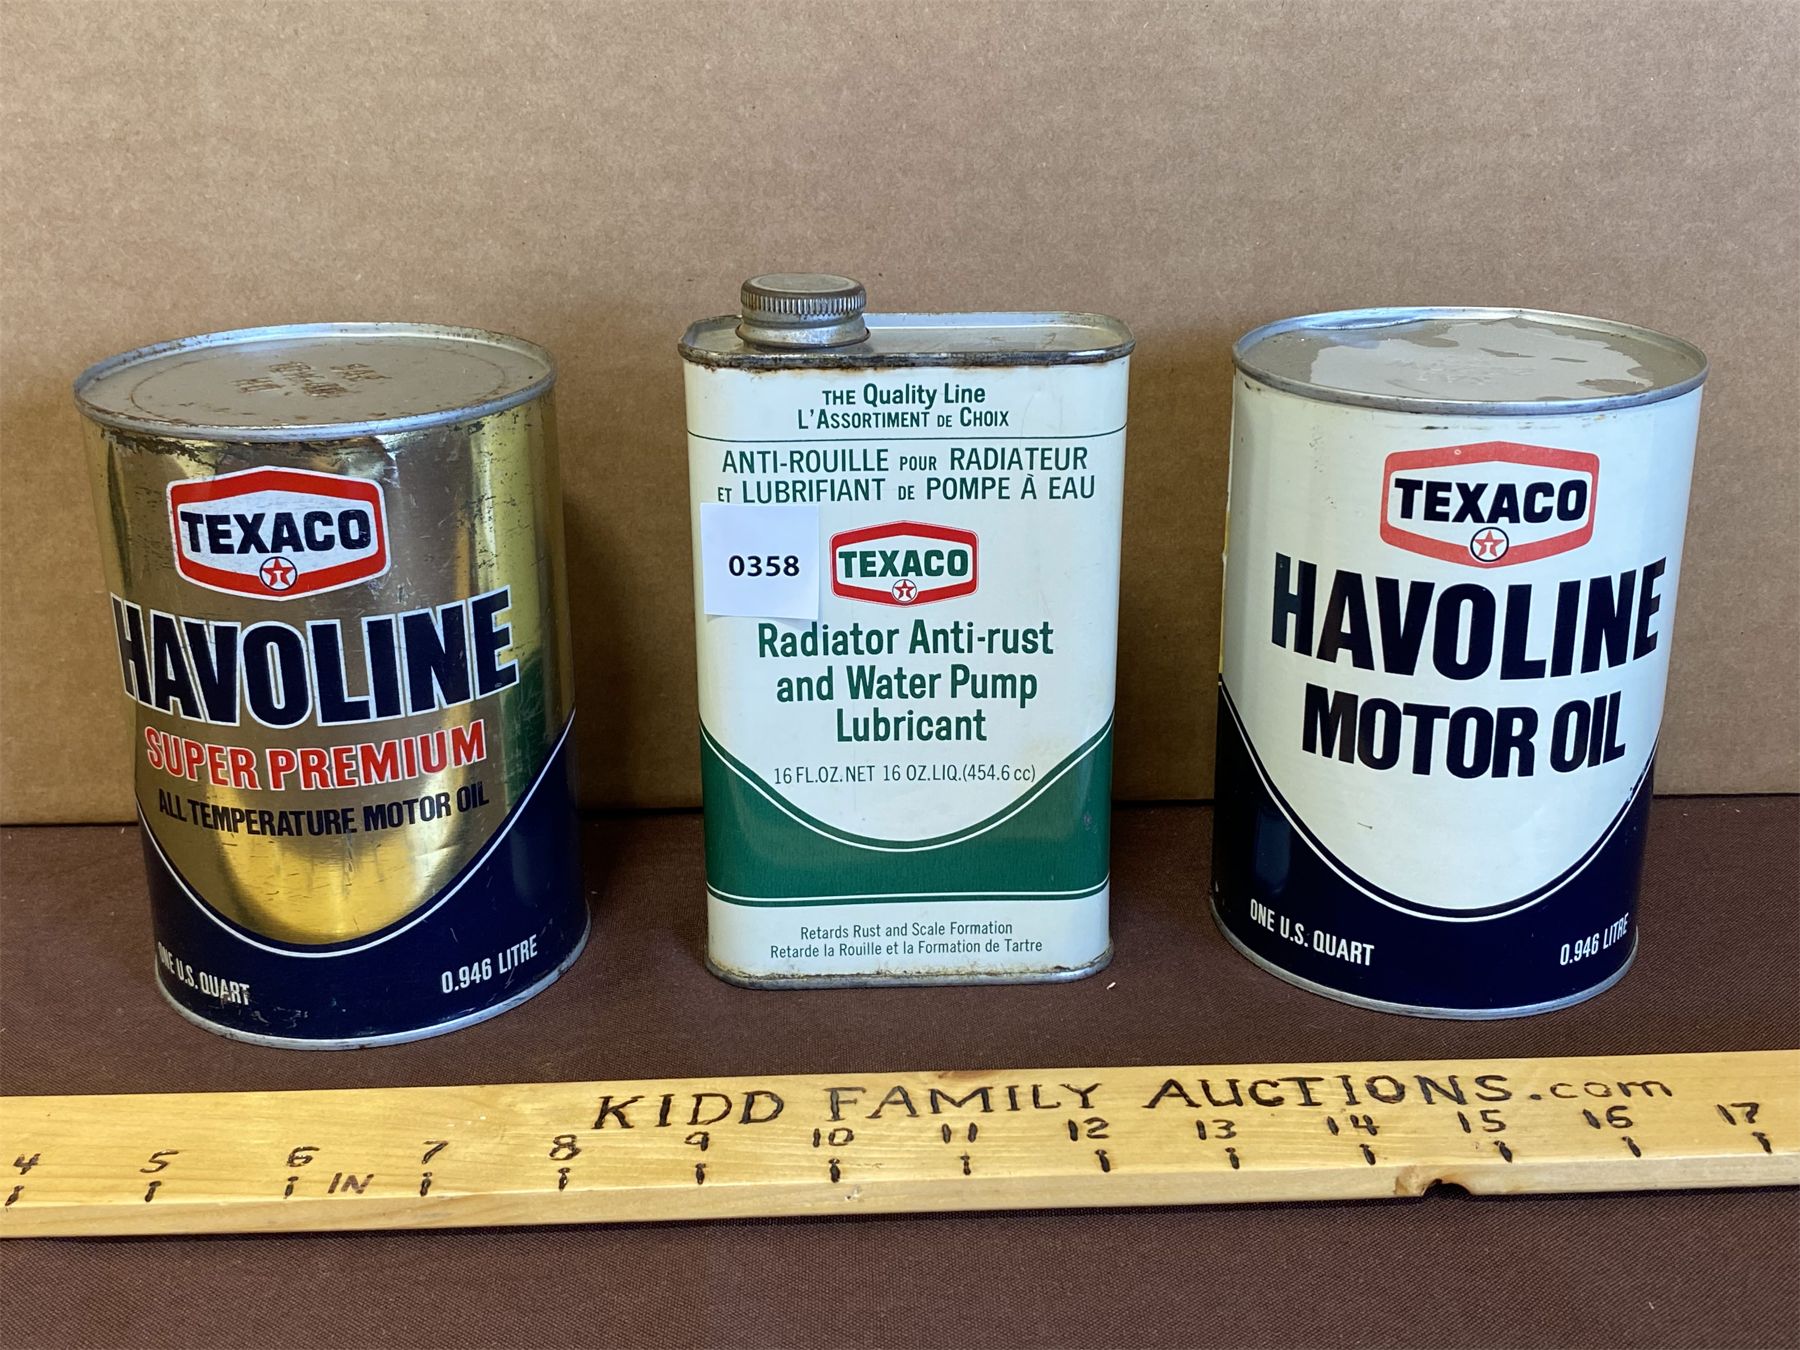 TEXACO
HAVOLINE
SUPER PREMIUM
ALL TEMPERATURE MOTOR OIL
ONE U.S. QUART
0.946 LITRE
THE Quality Line
L'ASSORTIMENT DE CHOIX
ANTI-ROUILLE POUR RADIATEUR
ET LUBRIFIANT DE POMPE À EAU
0358
TEXACO
Radiator Anti-rust
and Water Pump
Lubricant
16 FL.OZ.NET 16 OZ.LIQ.(454.6 cc)
Retards Rust and Scale Formation
Retarde la Rouille et la Formation de Tartre
TEXACO
HAVOLINE
MOTOR OIL
ONE U.S. QUART
0.946 LITRE
KIDD FAMILY AUCTIONS.com
4 5 6 7 8 9 10 11 12 13 14 15 16 17
IN